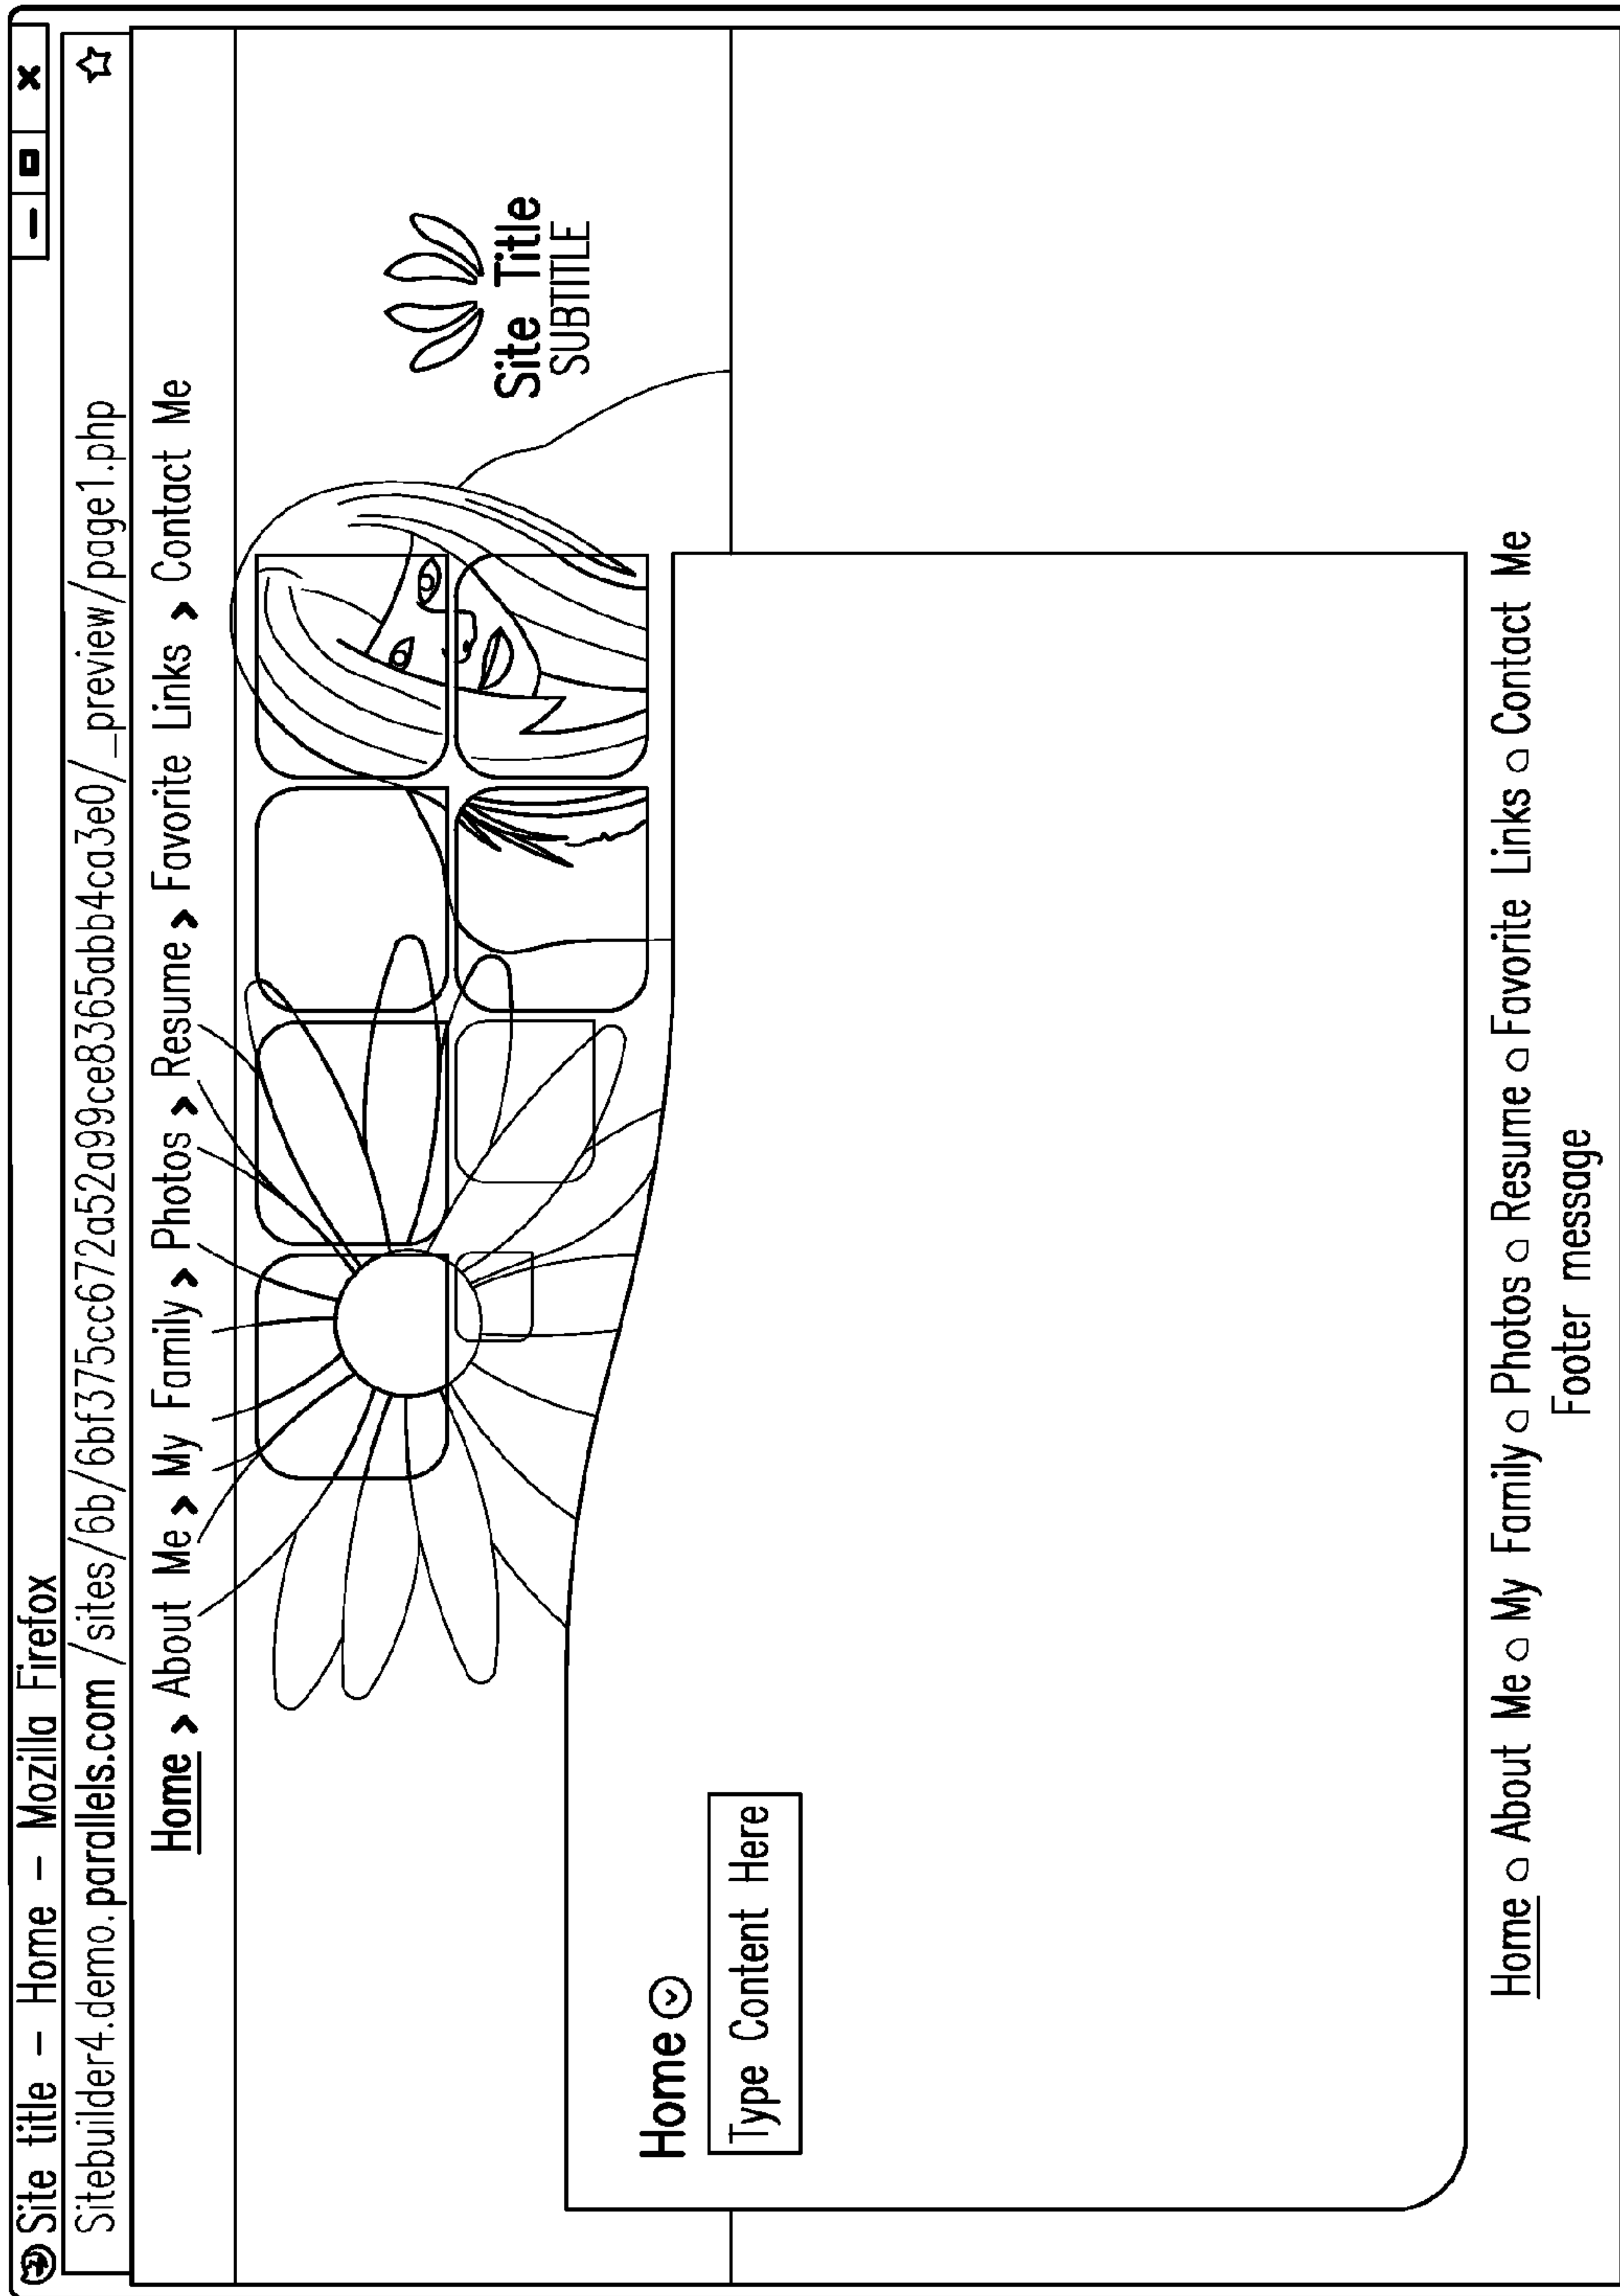 Site title – Home – Mozilla Firefox
Sitebuilder4.demo.parallels.com/sites/6b/6bf375cc672a52a99ce8365abb4ca3e0/_preview/page1.php
Home > About Me > My Family > Photos > Resume > Favorite Links > Contact Me
Site Title
SUBTITLE
Home
Type Content Here
Home o About Me o My Family o Photos o Resume o Favorite Links o Contact Me
Footer message